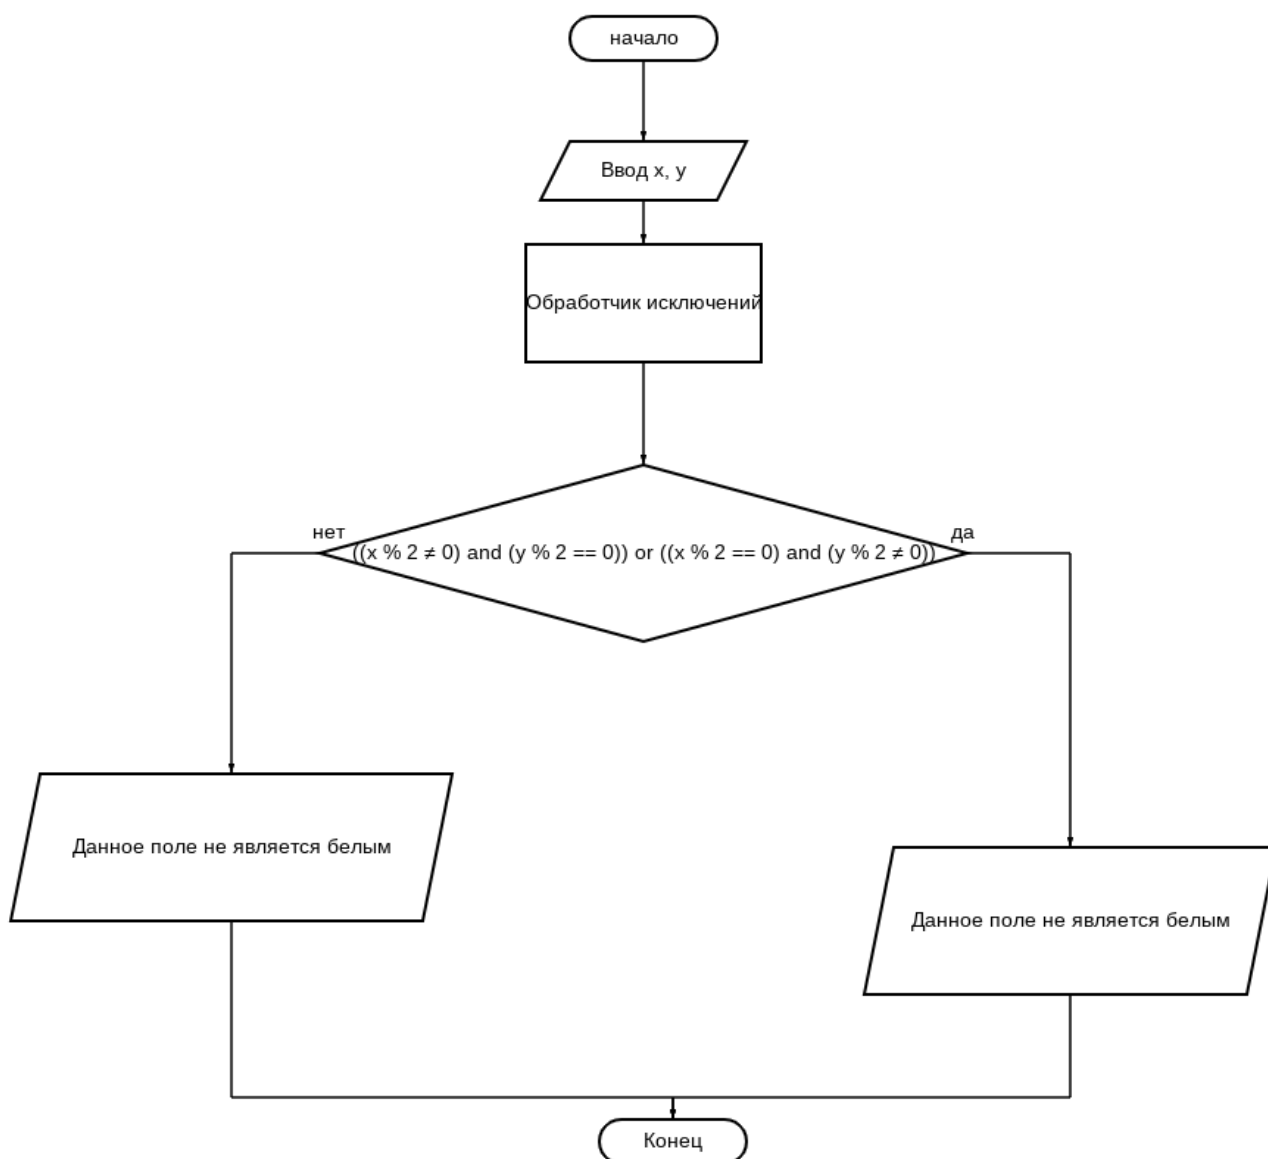 начало
Ввод x, y
Обработчик исключений
нет
да
((x % 2 ≠ 0) and (y % 2 == 0)) or ((x % 2 == 0) and (y % 2 ≠ 0))
Данное поле не является белым
Данное поле не является белым
Конец